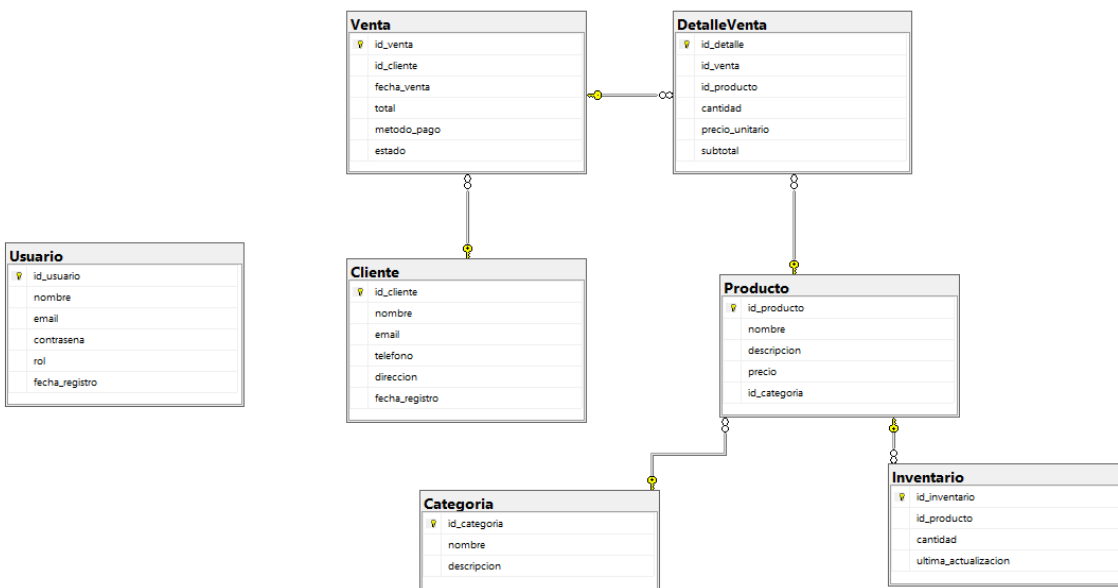 Venta
id_venta
id_cliente
fecha_venta
total
metodo_pago
estado
DetalleVenta
id_detalle
id_venta
id_producto
cantidad
precio_unitario
subtotal
Usuario
id_usuario
nombre
email
contrasena
rol
fecha_registro
Cliente
id_cliente
nombre
email
telefono
direccion
fecha_registro
Producto
id_producto
nombre
descripcion
precio
id_categoria
Categoria
id_categoria
nombre
descripcion
Inventario
id_inventario
id_producto
cantidad
ultima_actualizacion